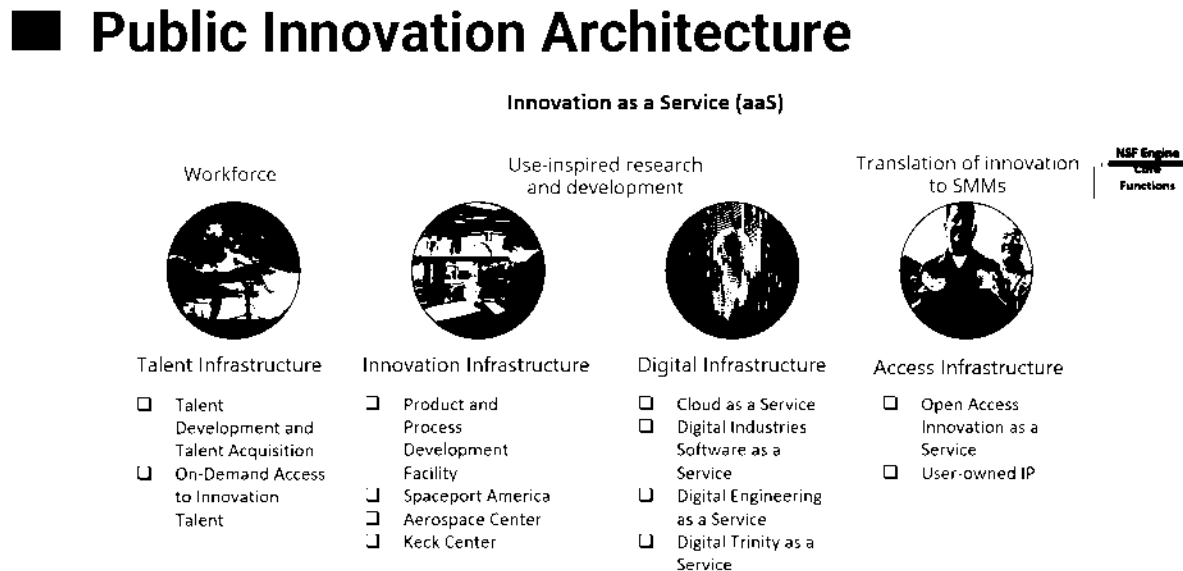 Public Innovation Architecture
Innovation as a Service (aaS)
Workforce
Use-inspired research
and development
Translation of innovation
to SMMs
NSF Engine
Core
Functions
Talent Infrastructure
❑ Talent
Development and
Talent Acquisition
❑ On-Demand Access
to Innovation
Talent
Innovation Infrastructure
❑ Product and
Process
Development
Facility
❑ Spaceport America
❑ Aerospace Center
❑ Keck Center
Digital Infrastructure
❑ Cloud as a Service
❑ Digital Industries
Software as a
Service
❑ Digital Engineering
as a Service
❑ Digital Trinity as a
Service
Access Infrastructure
❑ Open Access
Innovation as a
Service
❑ User-owned IP